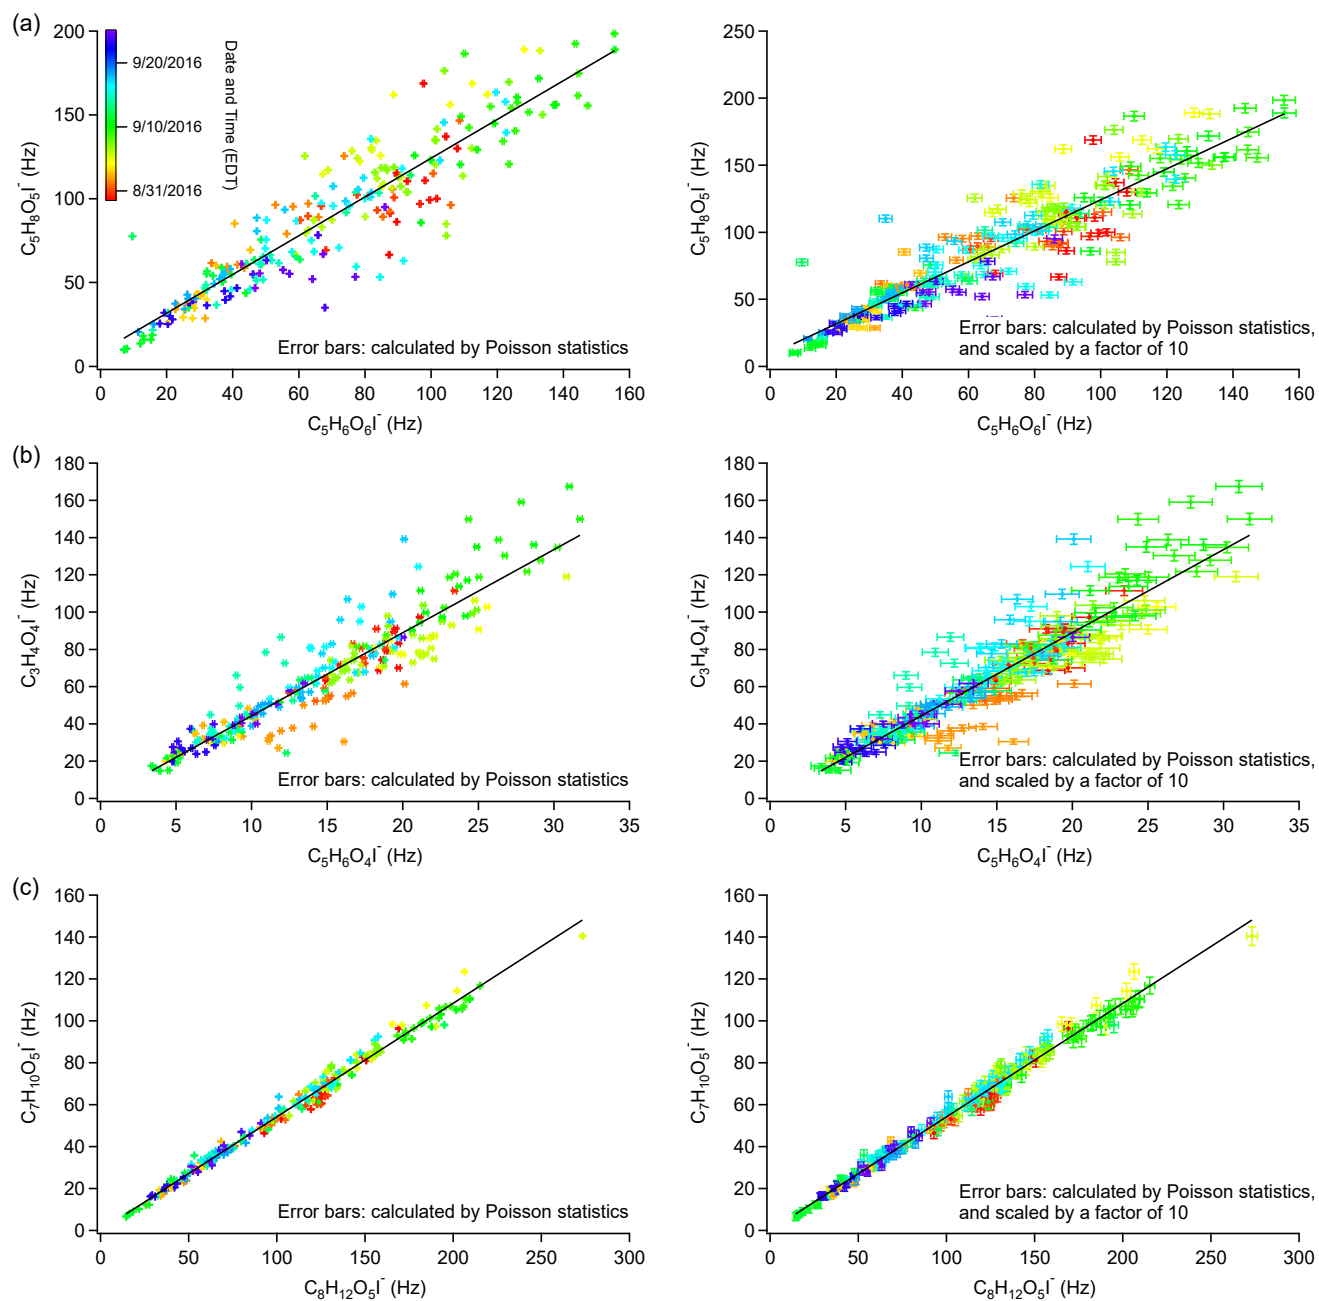 (a)
200
150
100
50
0
C₅H₈O₅I⁻ (Hz)
9/20/2016
9/10/2016
8/31/2016
Date and Time (EDT)
Error bars: calculated by Poisson statistics
0 20 40 60 80 100 120 140 160
C₅H₆O₆I⁻ (Hz)
250
200
150
100
50
0
C₅H₈O₅I⁻ (Hz)
Error bars: calculated by Poisson statistics,
and scaled by a factor of 10
0 20 40 60 80 100 120 140 160
C₅H₆O₆I⁻ (Hz)
(b)
180
160
140
120
100
80
60
40
20
0
C₃H₄O₄I⁻ (Hz)
Error bars: calculated by Poisson statistics
0 5 10 15 20 25 30 35
C₅H₆O₄I⁻ (Hz)
180
160
140
120
100
80
60
40
20
0
C₃H₄O₄I⁻ (Hz)
Error bars: calculated by Poisson statistics,
and scaled by a factor of 10
0 5 10 15 20 25 30 35
C₅H₆O₄I⁻ (Hz)
(c)
160
140
120
100
80
60
40
20
0
C₇H₁₀O₅I⁻ (Hz)
Error bars: calculated by Poisson statistics
0 50 100 150 200 250 300
C₈H₁₂O₅I⁻ (Hz)
160
140
120
100
80
60
40
20
0
C₇H₁₀O₅I⁻ (Hz)
Error bars: calculated by Poisson statistics,
and scaled by a factor of 10
0 50 100 150 200 250 300
C₈H₁₂O₅I⁻ (Hz)